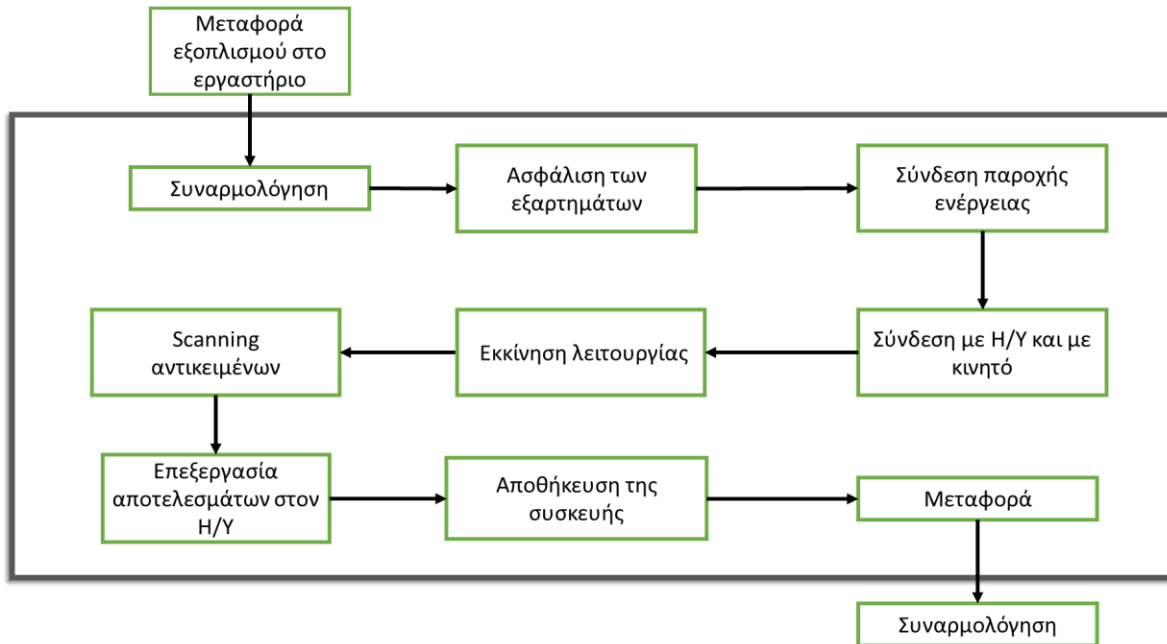 Μεταφορά
εξοπλισμού στο
εργαστήριο
Συναρμολόγηση
Ασφάλιση των
εξαρτημάτων
Σύνδεση παροχής
ενέργειας
Σύνδεση με Η/Υ και με
κινητό
Εκκίνηση λειτουργίας
Scanning
αντικειμένων
Επεξεργασία
αποτελεσμάτων στον
Η/Υ
Αποθήκευση της
συσκευής
Μεταφορά
Συναρμολόγηση